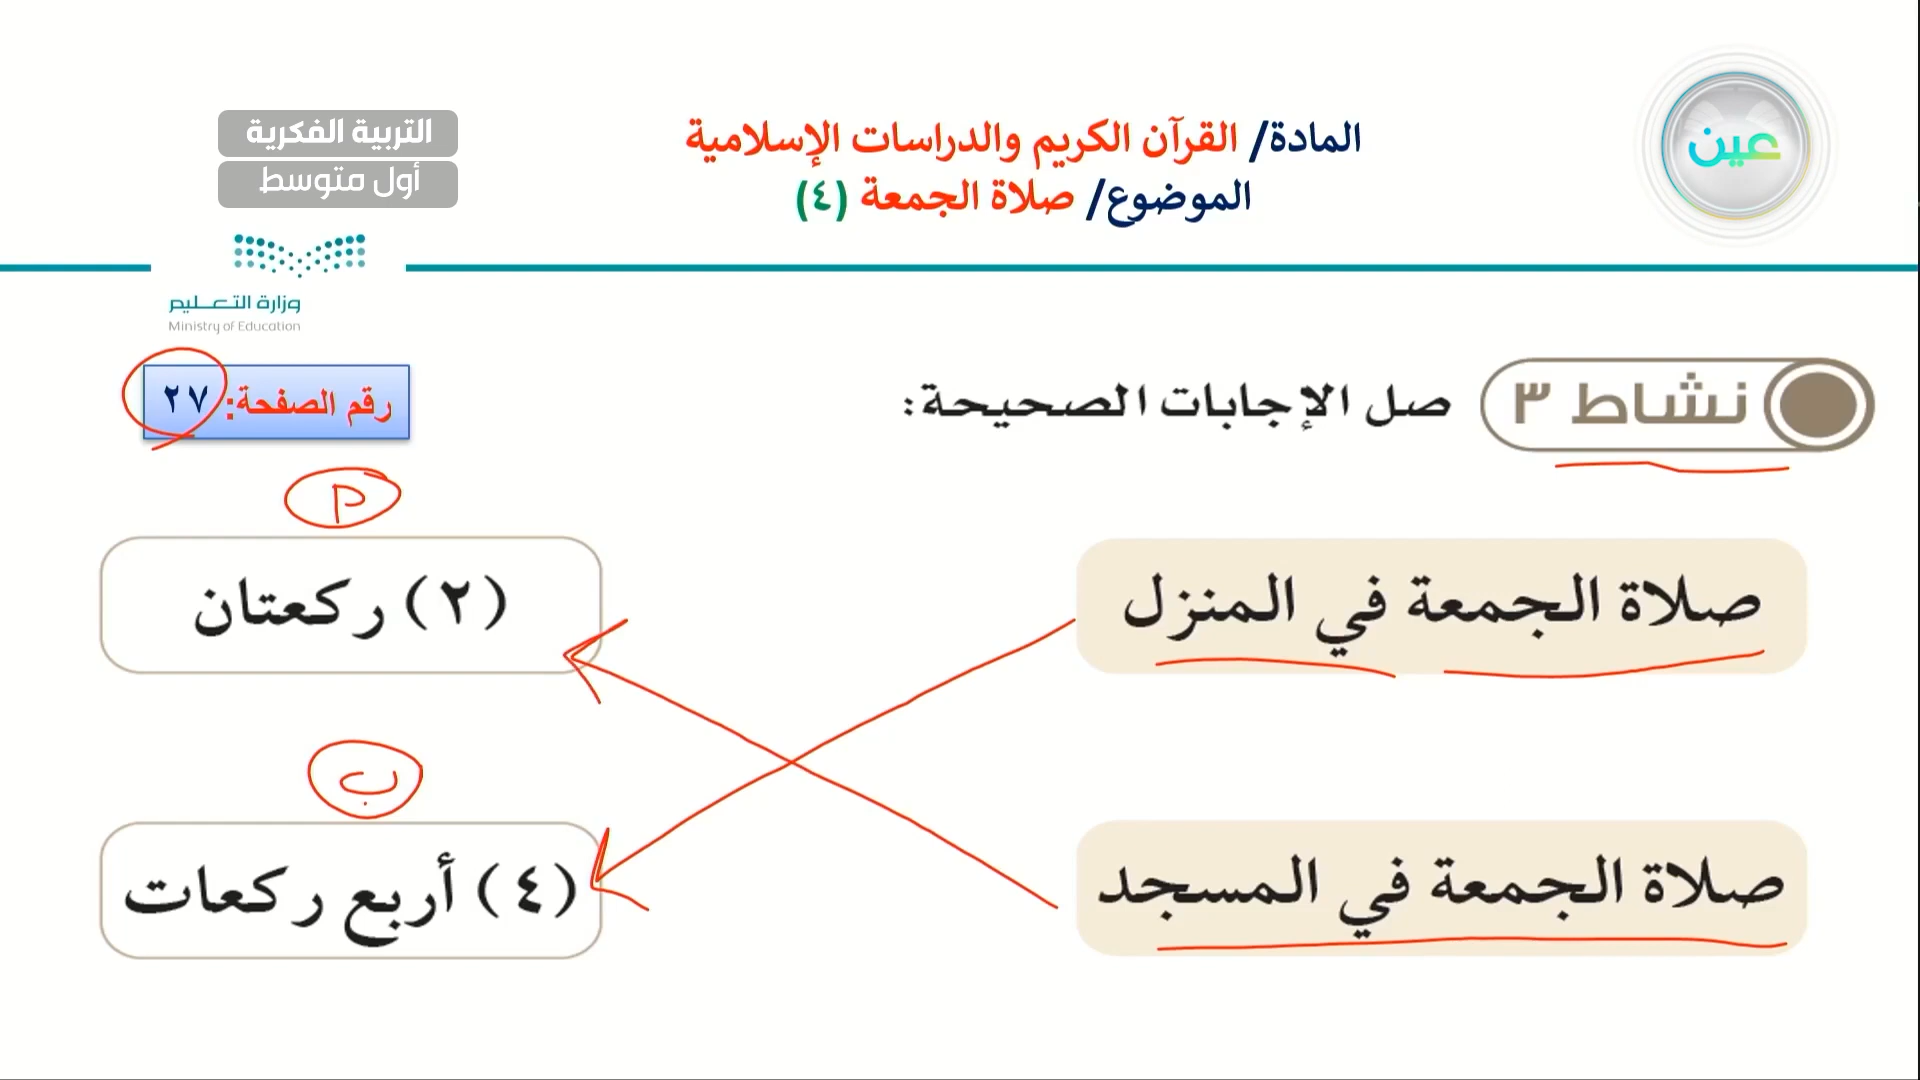 عين
المادة/ القرآن الكريم والدراسات الإسلامية
الموضوع/ صلاة الجمعة (٤)
التربية الفكرية
أول متوسط
وزارة التعـــليم
Ministry of Education
نشاط ٣ صل الإجابات الصحيحة:
رقم الصفحة: ٢٧
صلاة الجمعة في المنزل
(٢) ركعتان
ب
صلاة الجمعة في المسجد
(٤) أربع ركعات